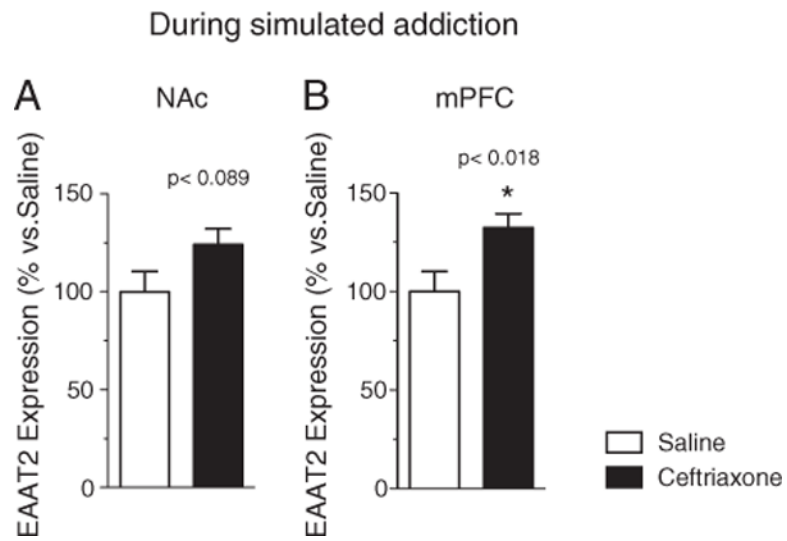 During simulated addiction
A
NAc
EAAT2 Expression (% vs.Saline)
p< 0.089
150
100
50
0
B
mPFC
EAAT2 Expression (% vs.Saline)
p< 0.018
*
150
100
50
0
Saline
Ceftriaxone